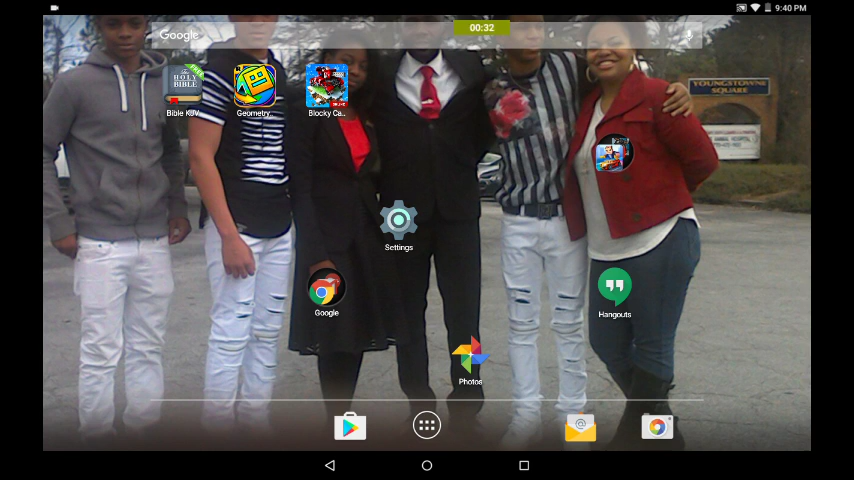 9:40 PM
Google
00:32
FREE
HOLY
BIBLE
Bible KJV
Geometry..
Blocky Ca..
YOUNGSTOWNE
SQUARE
Settings
Google
Hangouts
Photos